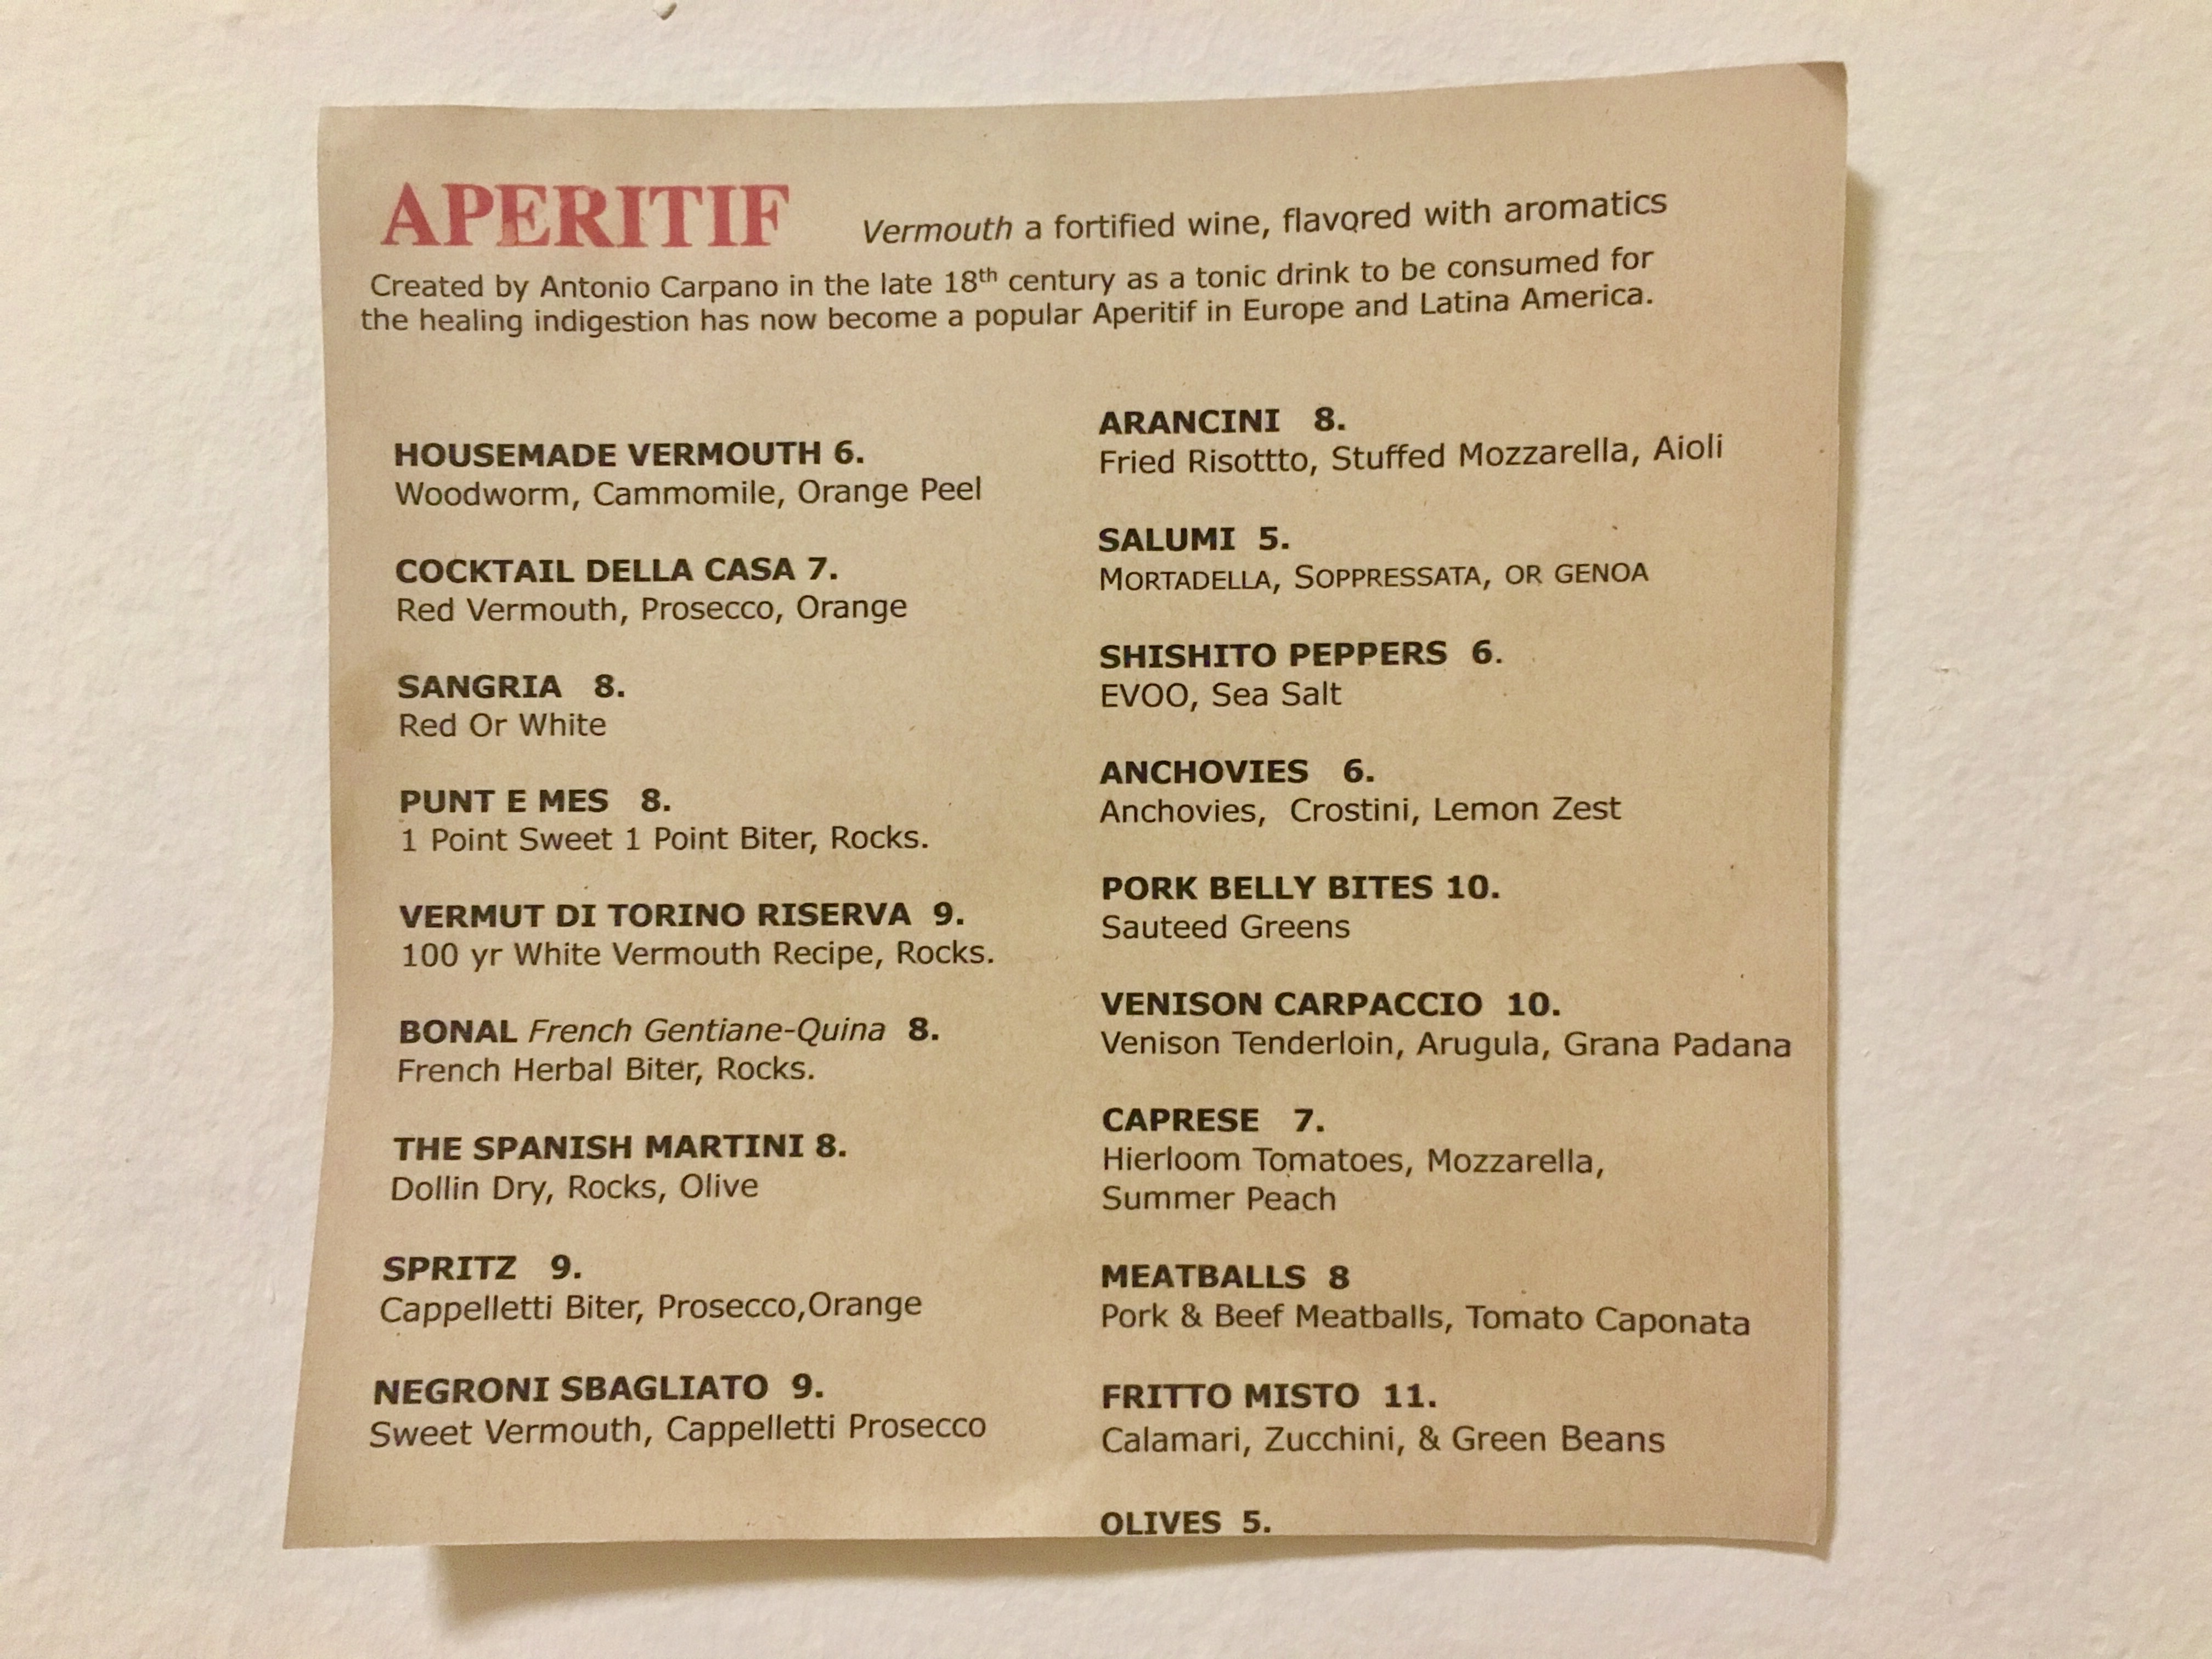 APERITIF Vermouth a fortified wine, flavored with aromatics
Created by Antonio Carpano in the late 18th century as a tonic drink to be consumed for
the healing indigestion has now become a popular Aperitif in Europe and Latina America.
HOUSEMADE VERMOUTH 6.
Woodworm, Cammomile, Orange Peel
COCKTAIL DELLA CASA 7.
Red Vermouth, Prosecco, Orange
SANGRIA 8.
Red Or White
PUNT E MES 8.
1 Point Sweet 1 Point Biter, Rocks.
VERMUT DI TORINO RISERVA 9.
100 yr White Vermouth Recipe, Rocks.
BONAL French Gentiane-Quina 8.
French Herbal Biter, Rocks.
THE SPANISH MARTINI 8.
Dollin Dry, Rocks, Olive
SPRITZ 9.
Cappelletti Biter, Prosecco,Orange
NEGRONI SBAGLIATO 9.
Sweet Vermouth, Cappelletti Prosecco
ARANCINI 8.
Fried Risottto, Stuffed Mozzarella, Aioli
SALUMI 5.
MORTADELLA, SOPPRESSATA, OR GENOA
SHISHITO PEPPERS 6.
EVOO, Sea Salt
ANCHOVIES 6.
Anchovies, Crostini, Lemon Zest
PORK BELLY BITES 10.
Sauteed Greens
VENISON CARPACCIO 10.
Venison Tenderloin, Arugula, Grana Padana
CAPRESE 7.
Hierloom Tomatoes, Mozzarella,
Summer Peach
MEATBALLS 8
Pork & Beef Meatballs, Tomato Caponata
FRITTO MISTO 11.
Calamari, Zucchini, & Green Beans
OLIVES 5.